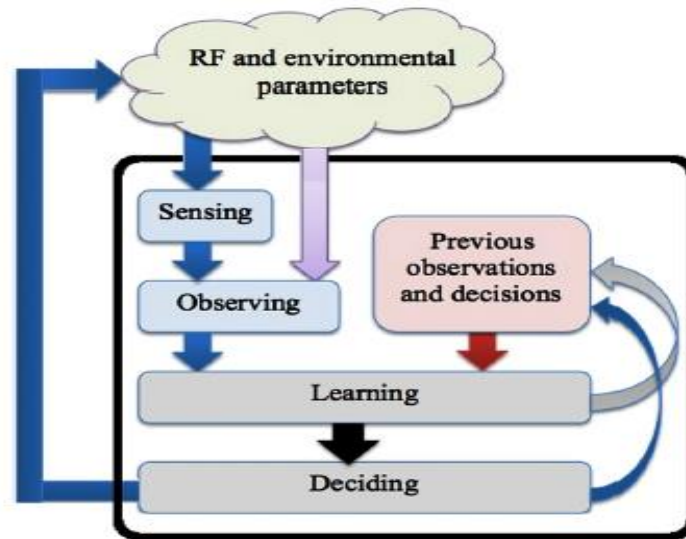 RF and environmental
parameters
Sensing
Observing
Previous
observations
and decisions
Learning
Deciding